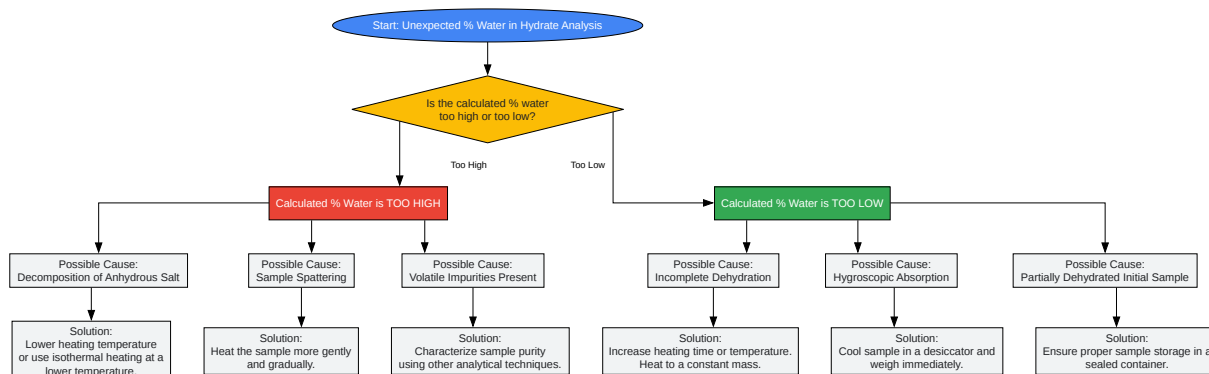 Start: Unexpected % Water in Hydrate Analysis
Is the calculated % water
too high or too low?
Too High
Too Low
Calculated % Water is TOO HIGH
Calculated % Water is TOO LOW
Possible Cause:
Decomposition of Anhydrous Salt
Possible Cause:
Sample Spattering
Possible Cause:
Volatile Impurities Present
Possible Cause:
Incomplete Dehydration
Possible Cause:
Hygroscopic Absorption
Possible Cause:
Partially Dehydrated Initial Sample
Solution:
Lower heating temperature
or use isothermal heating at a
lower temperature.
Solution:
Heat the sample more gently
and gradually.
Solution:
Characterize sample purity
using other analytical techniques.
Solution:
Increase heating time or temperature.
Heat to a constant mass.
Solution:
Cool sample in a desiccator and
weigh immediately.
Solution:
Ensure proper sample storage in a
sealed container.